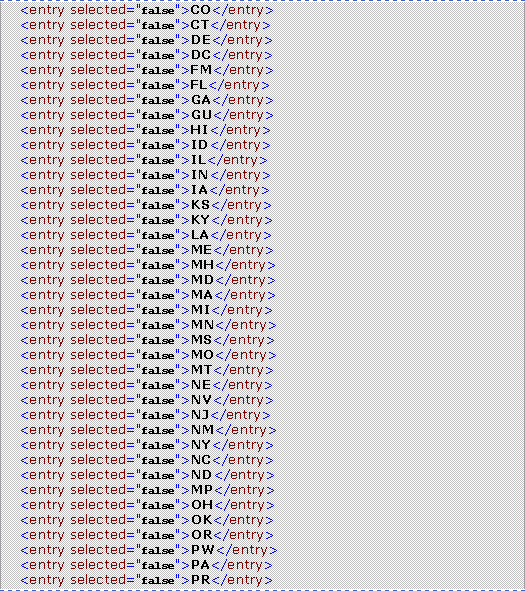 <entry selected="false">CO</entry>
<entry selected="false">CT</entry>
<entry selected="false">DE</entry>
<entry selected="false">DC</entry>
<entry selected="false">FM</entry>
<entry selected="false">FL</entry>
<entry selected="false">GA</entry>
<entry selected="false">GU</entry>
<entry selected="false">HI</entry>
<entry selected="false">ID</entry>
<entry selected="false">IL</entry>
<entry selected="false">IN</entry>
<entry selected="false">IA</entry>
<entry selected="false">KS</entry>
<entry selected="false">KY</entry>
<entry selected="false">LA</entry>
<entry selected="false">ME</entry>
<entry selected="false">MH</entry>
<entry selected="false">MD</entry>
<entry selected="false">MA</entry>
<entry selected="false">MI</entry>
<entry selected="false">MN</entry>
<entry selected="false">MS</entry>
<entry selected="false">MO</entry>
<entry selected="false">MT</entry>
<entry selected="false">NE</entry>
<entry selected="false">NV</entry>
<entry selected="false">NJ</entry>
<entry selected="false">NM</entry>
<entry selected="false">NY</entry>
<entry selected="false">NC</entry>
<entry selected="false">ND</entry>
<entry selected="false">MP</entry>
<entry selected="false">OH</entry>
<entry selected="false">OK</entry>
<entry selected="false">OR</entry>
<entry selected="false">PW</entry>
<entry selected="false">PA</entry>
<entry selected="false">PR</entry>